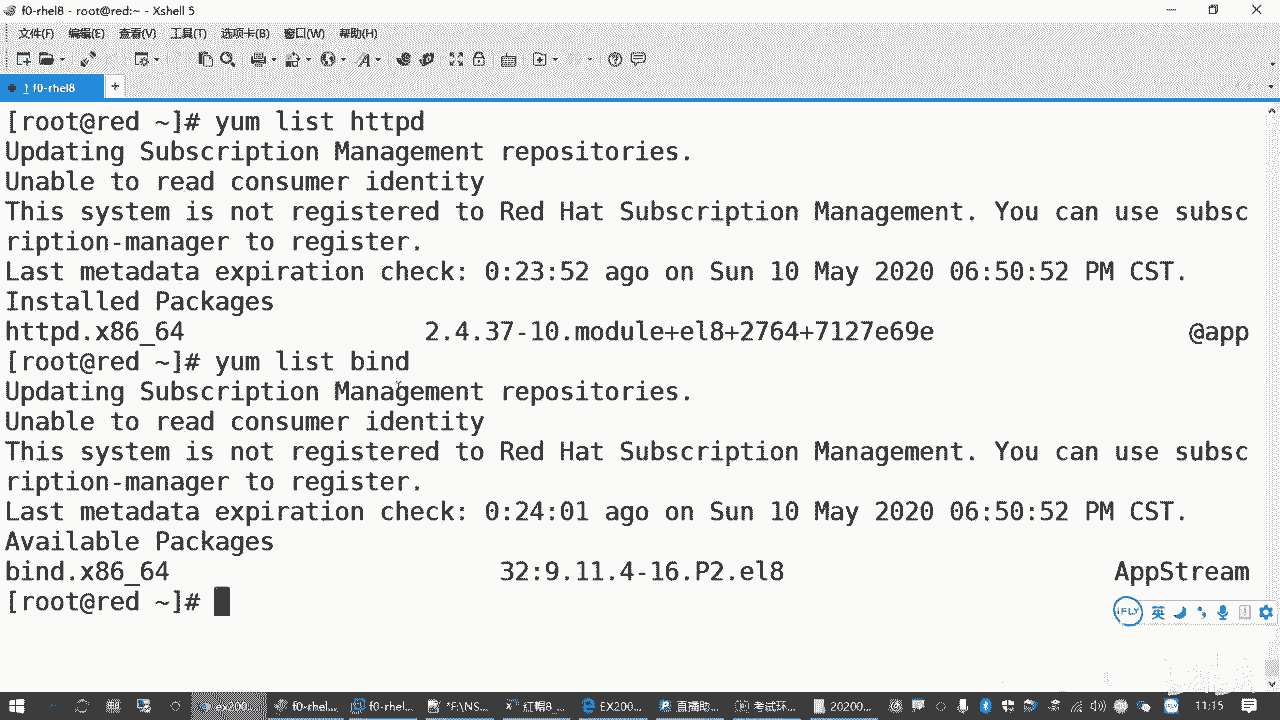 f0-rhel8 - root@red:~ - Xshell 5
文件(F) 编辑(E) 查看(V) 工具(T) 选项卡(B) 窗口(W) 帮助(H)
1 f0-rhel8
[root@red ~]# yum list httpd
Updating Subscription Management repositories.
Unable to read consumer identity
This system is not registered to Red Hat Subscription Management. You can use subsc
ription-manager to register.
Last metadata expiration check: 0:23:52 ago on Sun 10 May 2020 06:50:52 PM CST.
Installed Packages
httpd.x86_64 2.4.37-10.module+el8+2764+7127e69e @app
[root@red ~]# yum list bind
Updating Subscription Management repositories.
Unable to read consumer identity
This system is not registered to Red Hat Subscription Management. You can use subsc
ription-manager to register.
Last metadata expiration check: 0:24:01 ago on Sun 10 May 2020 06:50:52 PM CST.
Available Packages
bind.x86_64 32:9.11.4-16.P2.el8 AppStream
[root@red ~]#
iFLY 英
EX200... f0-rhel... f0-rhel... *F:\N\S... 红帽8_... EX200... 直播助... 考试环... 20200... 英 11:15